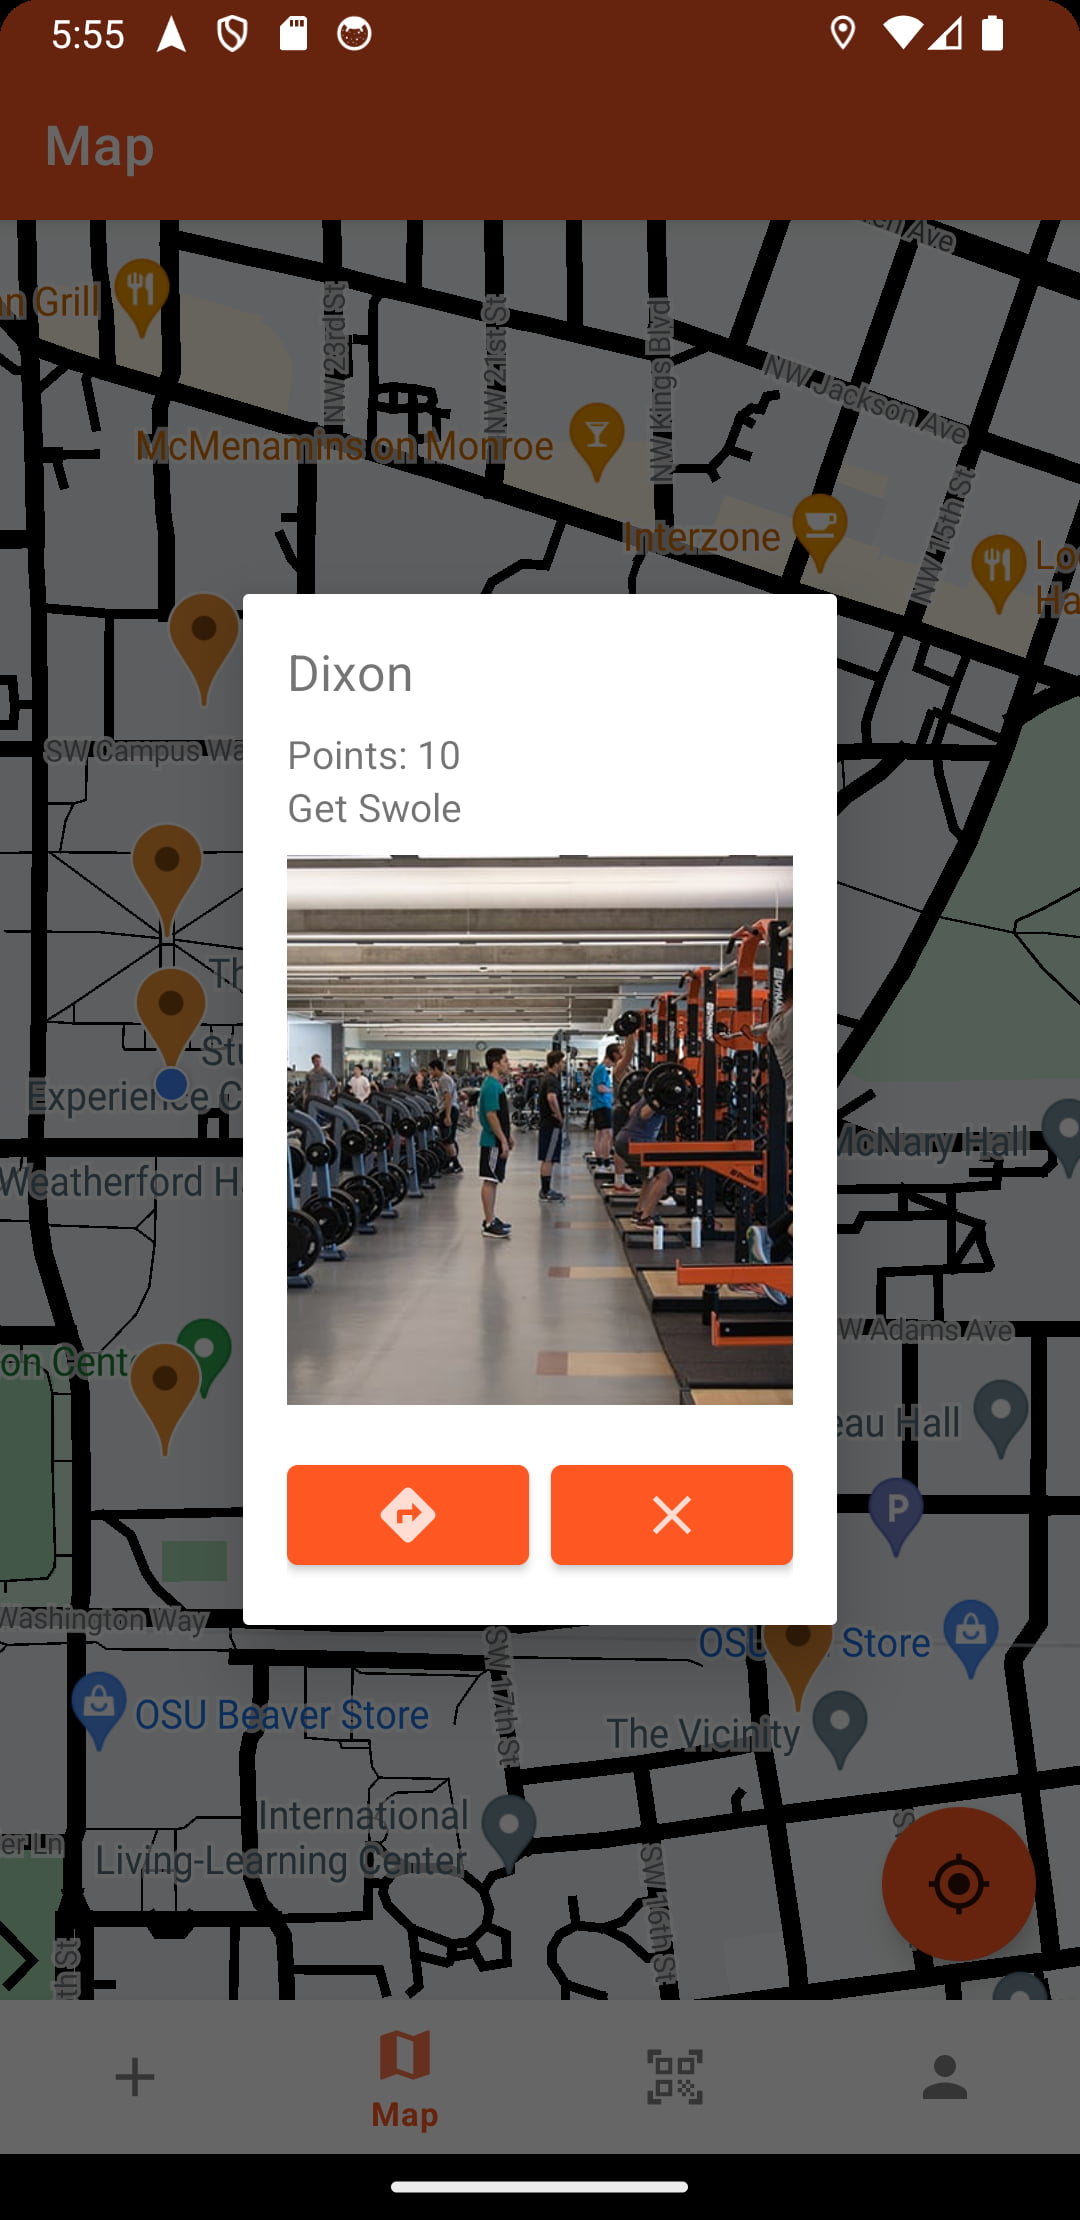 5:55
Map
Ave
n Grill
NW 23rd St
NW 21st St
NW Kings Blvd
NW Jackson Ave
McMenamins on Monroe
Interzone
NW 15th St
Lo
Ha
Dixon
SW Campus Wa
Points: 10
Get Swole
Th
Stu
Experience C
McNary Hall
Weatherford H
W Adams Ave
on Cent
eau Hall
P
Washington Way
OSU
Store
SW 17th St
OSU Beaver Store
The Vicinity
International
Living-Learning Center
er Ln
SW 16th St
th St
Map